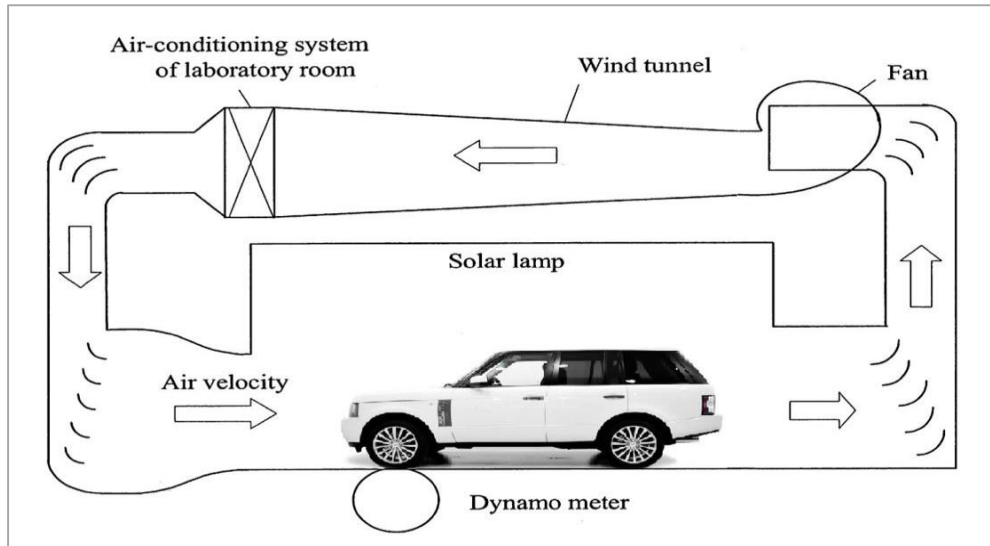 Air-conditioning system
of laboratory room
Wind tunnel
Fan
Solar lamp
Air velocity
Dynamo meter